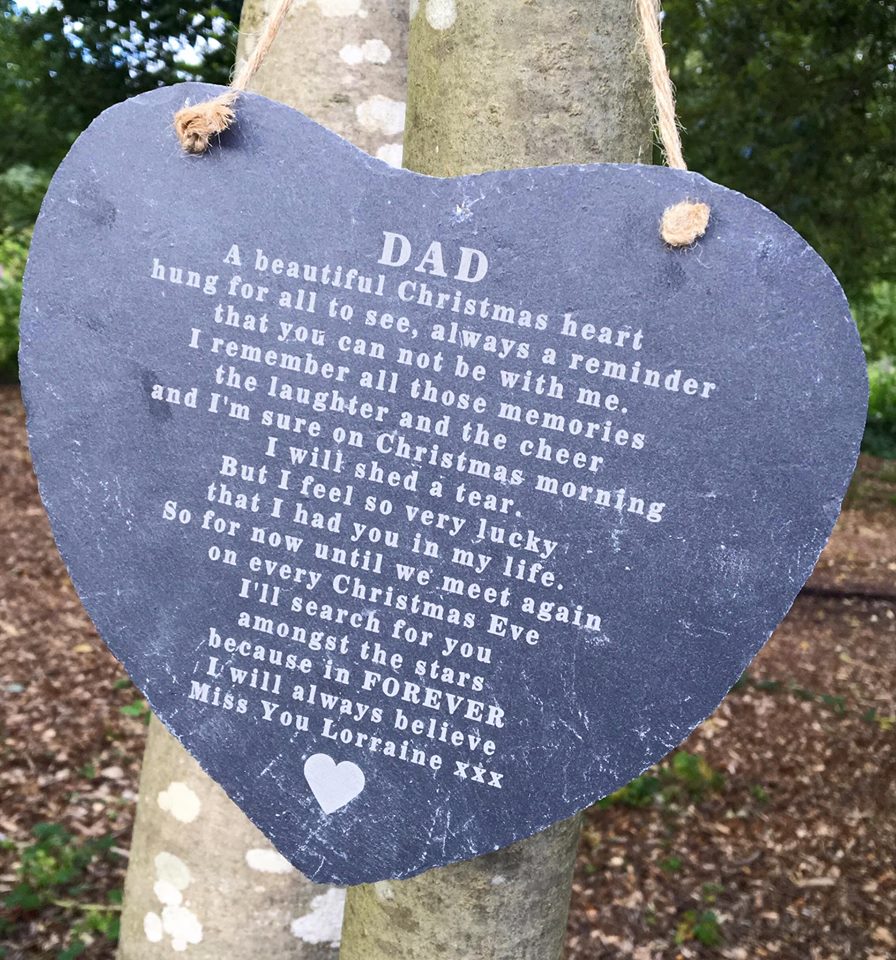 DAD
A beautiful Christmas heart
hung for all to see, always a reminder
that you can not be with me.
I remember all those memories
the laughter and the cheer
and I'm sure on Christmas morning
I will shed a tear.
But I feel so very lucky
that I had you in my life.
So for now until we meet again
on every Christmas Eve
I'll search for you
amongst the stars
because in FOREVER
I will always believe
Miss You Lorraine xxx